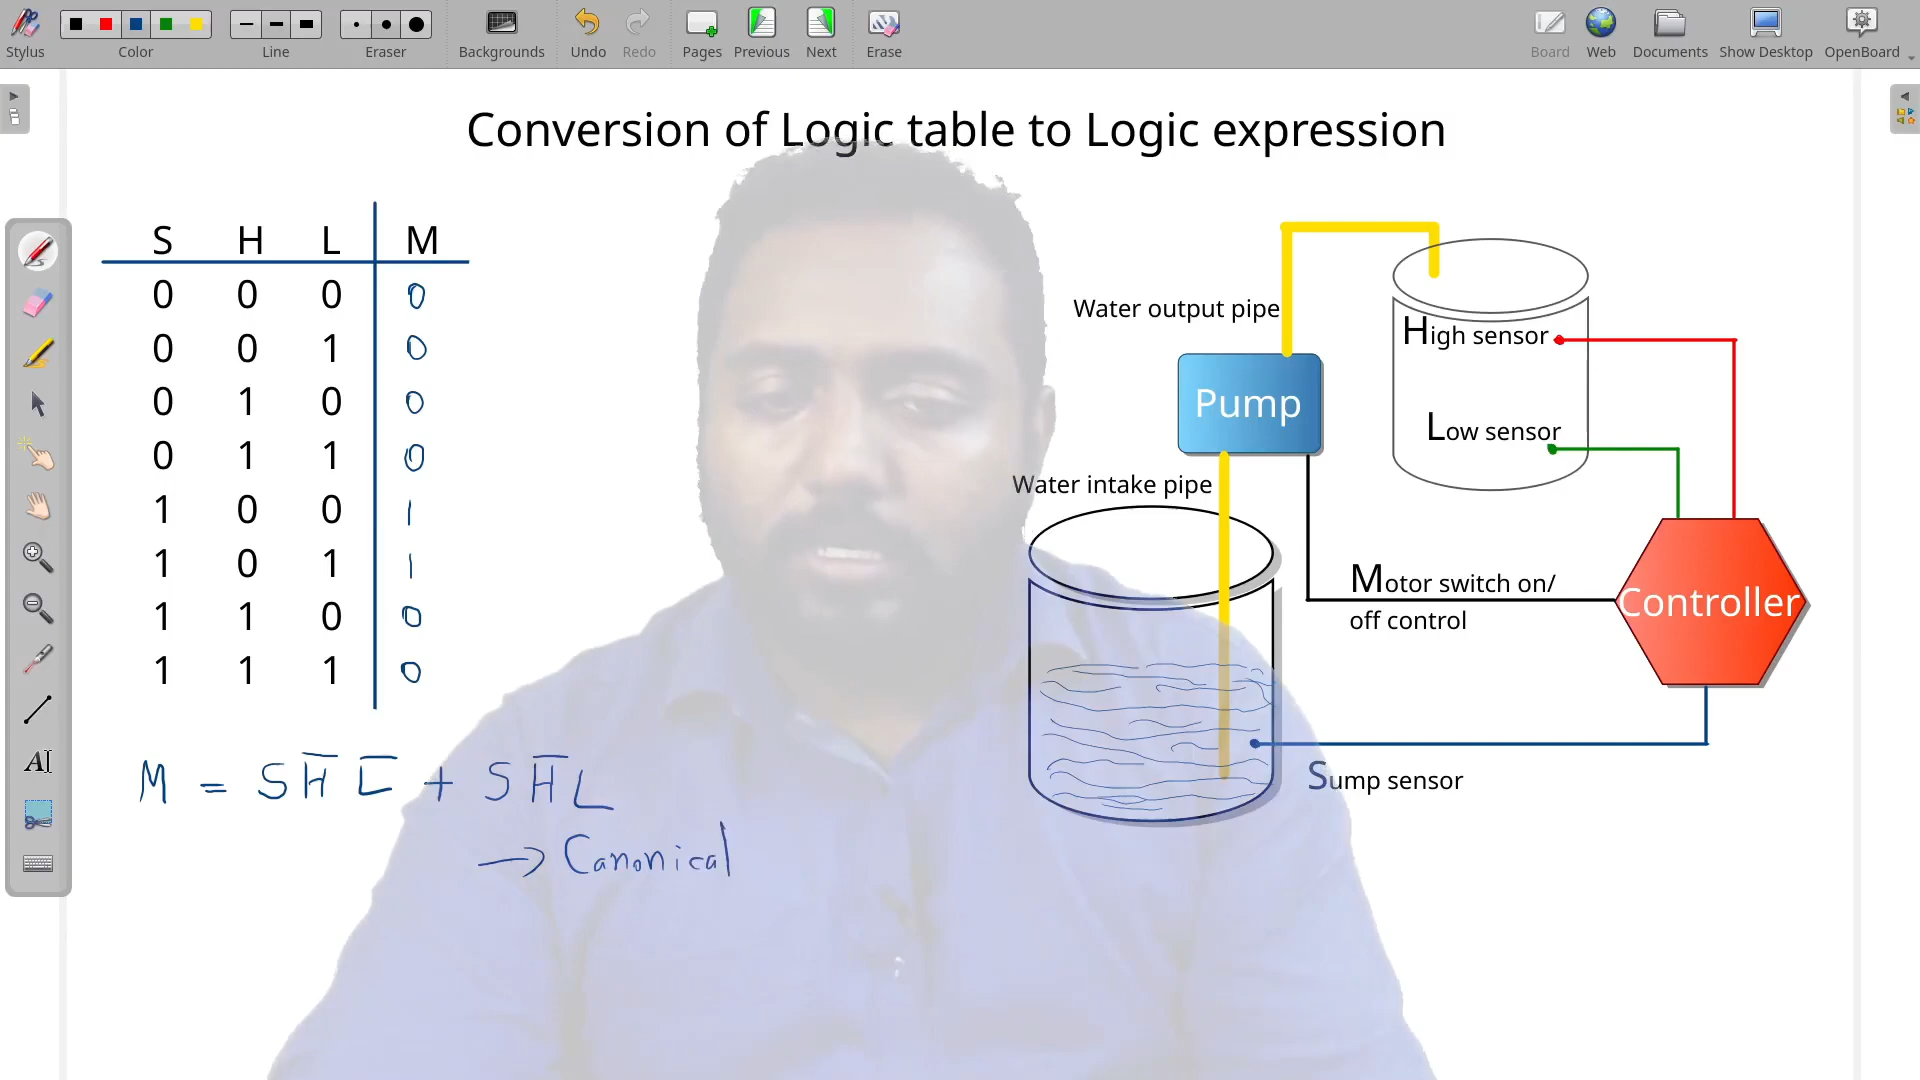 Stylus Color Line Eraser Backgrounds Undo Redo Pages Previous Next Erase Board Web Documents Show Desktop OpenBoard
Conversion of Logic table to Logic expression
S H L M
0 0 0 0
0 0 1 0
0 1 0 0
0 1 1 0
1 0 0 1
1 0 1 1
1 1 0 0
1 1 1 0
M = S H̅ L̅ + S H̅ L
→ Canonical
Water output pipe
High sensor
Pump
Low sensor
Water intake pipe
Motor switch on/
off control
Controller
Sump sensor
AI